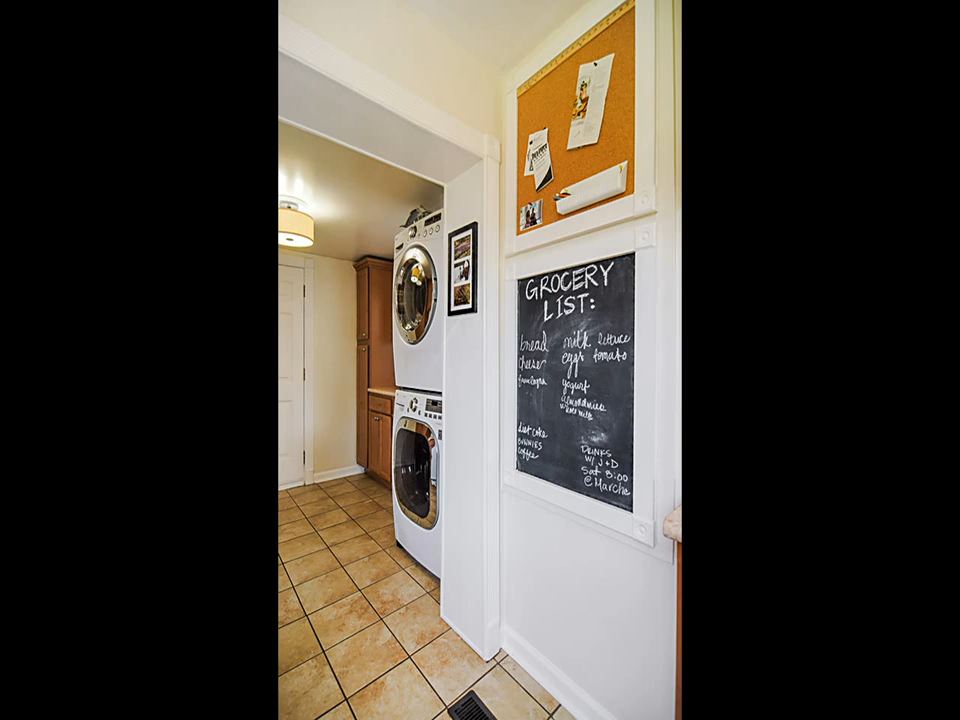 GROCERY
LIST:
bread
cheese
milk
eggs
yogurt
lettuce
tomato
diet coke
BUNNIES
coffee
DRINKS
W/ J+D
Sat 8:00
@Marche